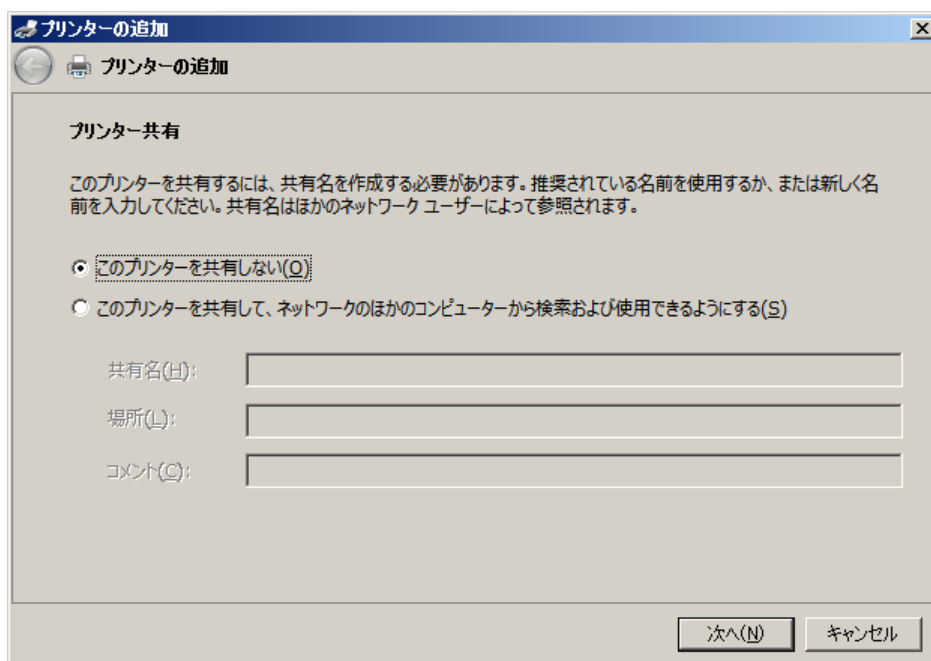 プリンターの追加
プリンターの追加
プリンター共有
このプリンターを共有するには、共有名を作成する必要があります。推奨されている名前を使用するか、または新しく名
前を入力してください。共有名はほかのネットワーク ユーザーによって参照されます。
このプリンターを共有しない(O)
このプリンターを共有して、ネットワークのほかのコンピューターから検索および使用できるようにする(S)
共有名(H):
場所(L):
コメント(C):
次へ(N) キャンセル